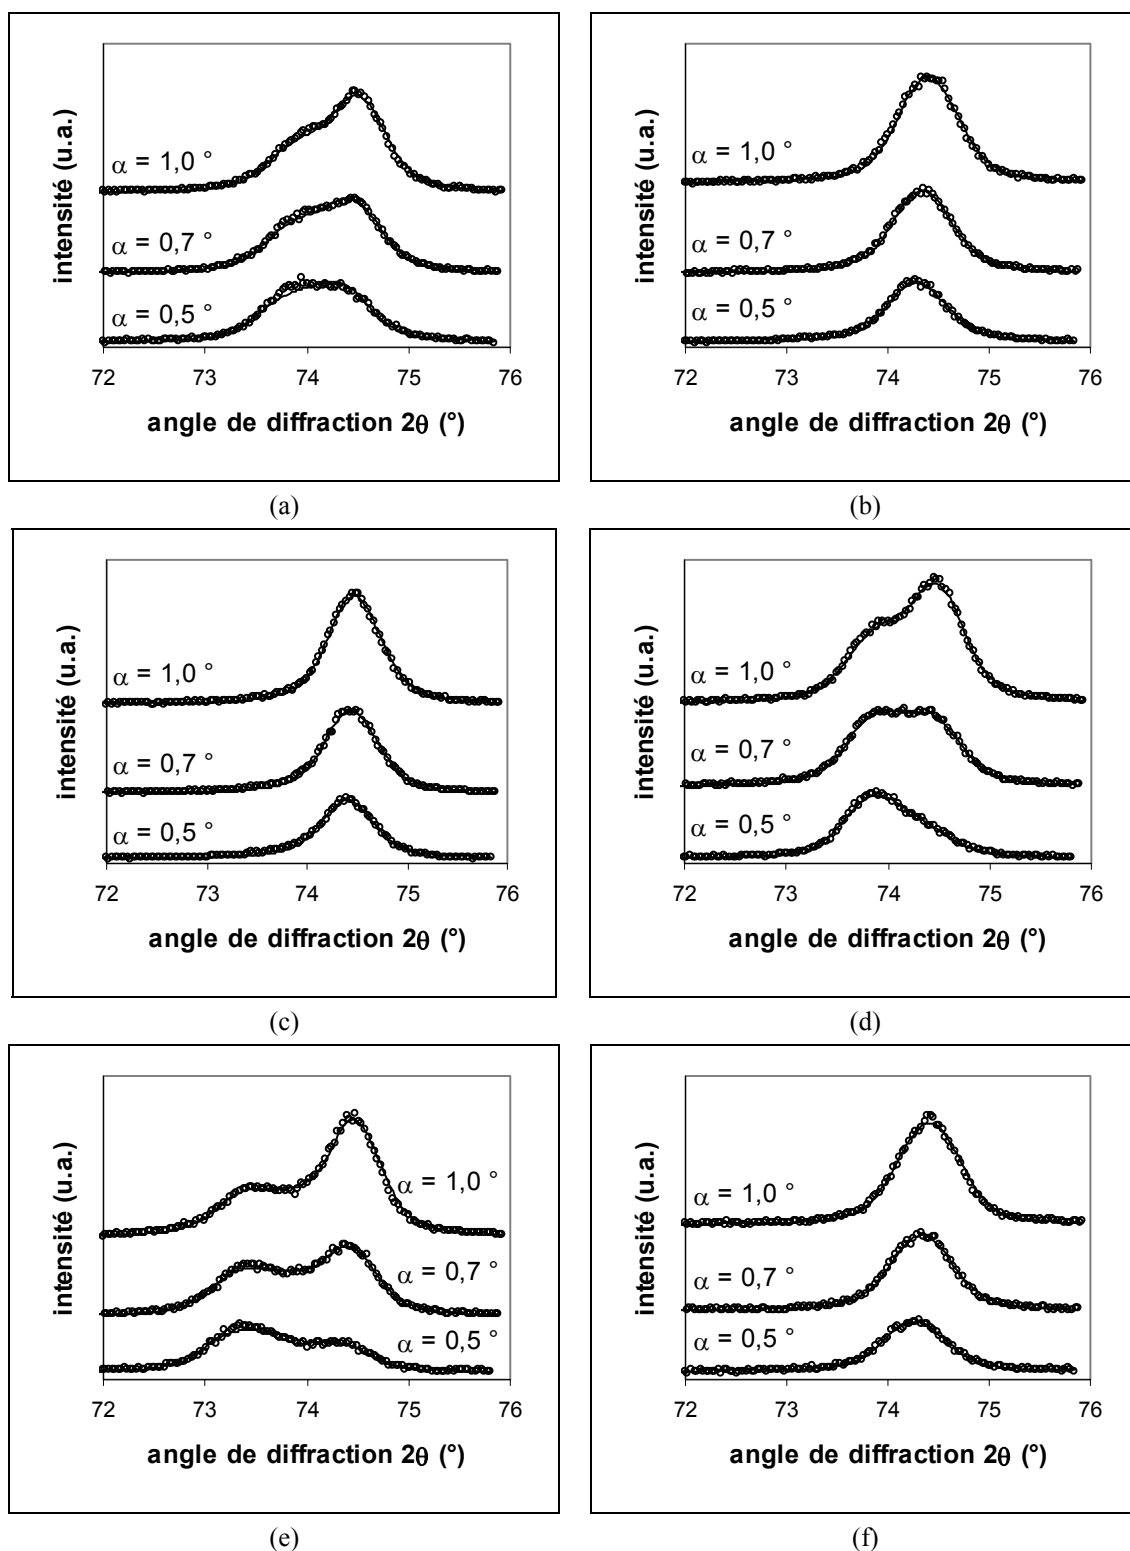 intensité (u.a.)
α = 1,0 °
α = 0,7 °
α = 0,5 °
72 73 74 75 76
angle de diffraction 2θ (°)
(a)
intensité (u.a.)
α = 1,0 °
α = 0,7 °
α = 0,5 °
72 73 74 75 76
angle de diffraction 2θ (°)
(b)
intensité (u.a.)
α = 1,0 °
α = 0,7 °
α = 0,5 °
72 73 74 75 76
angle de diffraction 2θ (°)
(c)
intensité (u.a.)
α = 1,0 °
α = 0,7 °
α = 0,5 °
72 73 74 75 76
angle de diffraction 2θ (°)
(d)
intensité (u.a.)
α = 1,0 °
α = 0,7 °
α = 0,5 °
72 73 74 75 76
angle de diffraction 2θ (°)
(e)
intensité (u.a.)
α = 1,0 °
α = 0,7 °
α = 0,5 °
72 73 74 75 76
angle de diffraction 2θ (°)
(f)